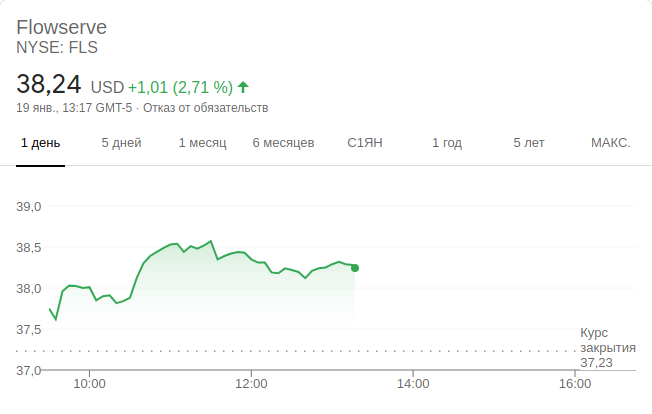 Flowserve
NYSE: FLS
38,24 USD +1,01 (2,71 %)
19 янв., 13:17 GMT-5 · Отказ от обязательств
1 день 5 дней 1 месяц 6 месяцев С1ЯН 1 год 5 лет МАКС.
39,0
38,5
38,0
37,5
Курс
закрытия
37,23
37,0
10:00 12:00 14:00 16:00